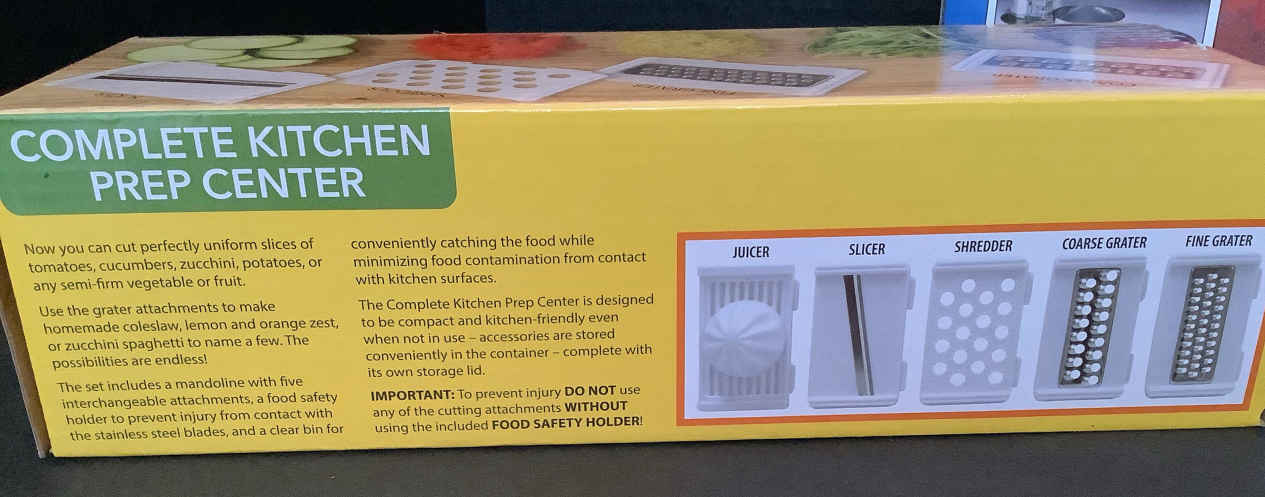 COMPLETE KITCHEN
PREP CENTER
Now you can cut perfectly uniform slices of
tomatoes, cucumbers, zucchini, potatoes, or
any semi-firm vegetable or fruit.
Use the grater attachments to make
homemade coleslaw, lemon and orange zest,
or zucchini spaghetti to name a few. The
possibilities are endless!
The set includes a mandoline with five
interchangeable attachments, a food safety
holder to prevent injury from contact with
the stainless steel blades, and a clear bin for
conveniently catching the food while
minimizing food contamination from contact
with kitchen surfaces.
The Complete Kitchen Prep Center is designed
to be compact and kitchen-friendly even
when not in use – accessories are stored
conveniently in the container – complete with
its own storage lid.
IMPORTANT: To prevent injury DO NOT use
any of the cutting attachments WITHOUT
using the included FOOD SAFETY HOLDER!
JUICER
SLICER
SHREDDER
COARSE GRATER
FINE GRATER